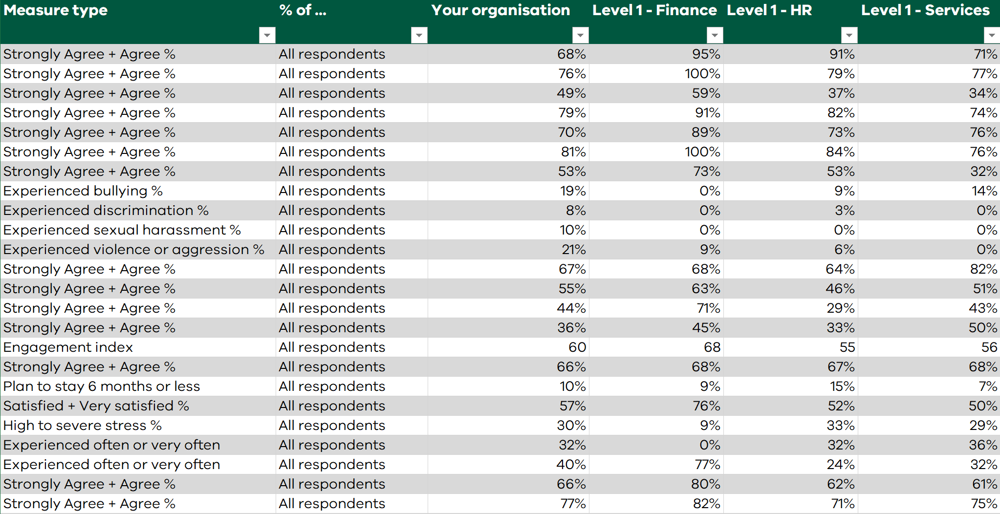 Measure type % of ... Your organisation Level 1 - Finance Level 1 - HR Level 1 - Services
Strongly Agree + Agree % All respondents 68% 95% 91% 71%
Strongly Agree + Agree % All respondents 76% 100% 79% 77%
Strongly Agree + Agree % All respondents 49% 59% 37% 34%
Strongly Agree + Agree % All respondents 79% 91% 82% 74%
Strongly Agree + Agree % All respondents 70% 89% 73% 76%
Strongly Agree + Agree % All respondents 81% 100% 84% 76%
Strongly Agree + Agree % All respondents 53% 73% 53% 32%
Experienced bullying % All respondents 19% 0% 9% 14%
Experienced discrimination % All respondents 8% 0% 3% 0%
Experienced sexual harassment % All respondents 10% 0% 0% 0%
Experienced violence or aggression % All respondents 21% 9% 6% 0%
Strongly Agree + Agree % All respondents 67% 68% 64% 82%
Strongly Agree + Agree % All respondents 55% 63% 46% 51%
Strongly Agree + Agree % All respondents 44% 71% 29% 43%
Strongly Agree + Agree % All respondents 36% 45% 33% 50%
Engagement index All respondents 60 68 55 56
Strongly Agree + Agree % All respondents 66% 68% 67% 68%
Plan to stay 6 months or less All respondents 10% 9% 15% 7%
Satisfied + Very satisfied % All respondents 57% 76% 52% 50%
High to severe stress % All respondents 30% 9% 33% 29%
Experienced often or very often All respondents 32% 0% 32% 36%
Experienced often or very often All respondents 40% 77% 24% 32%
Strongly Agree + Agree % All respondents 66% 80% 62% 61%
Strongly Agree + Agree % All respondents 77% 82% 71% 75%